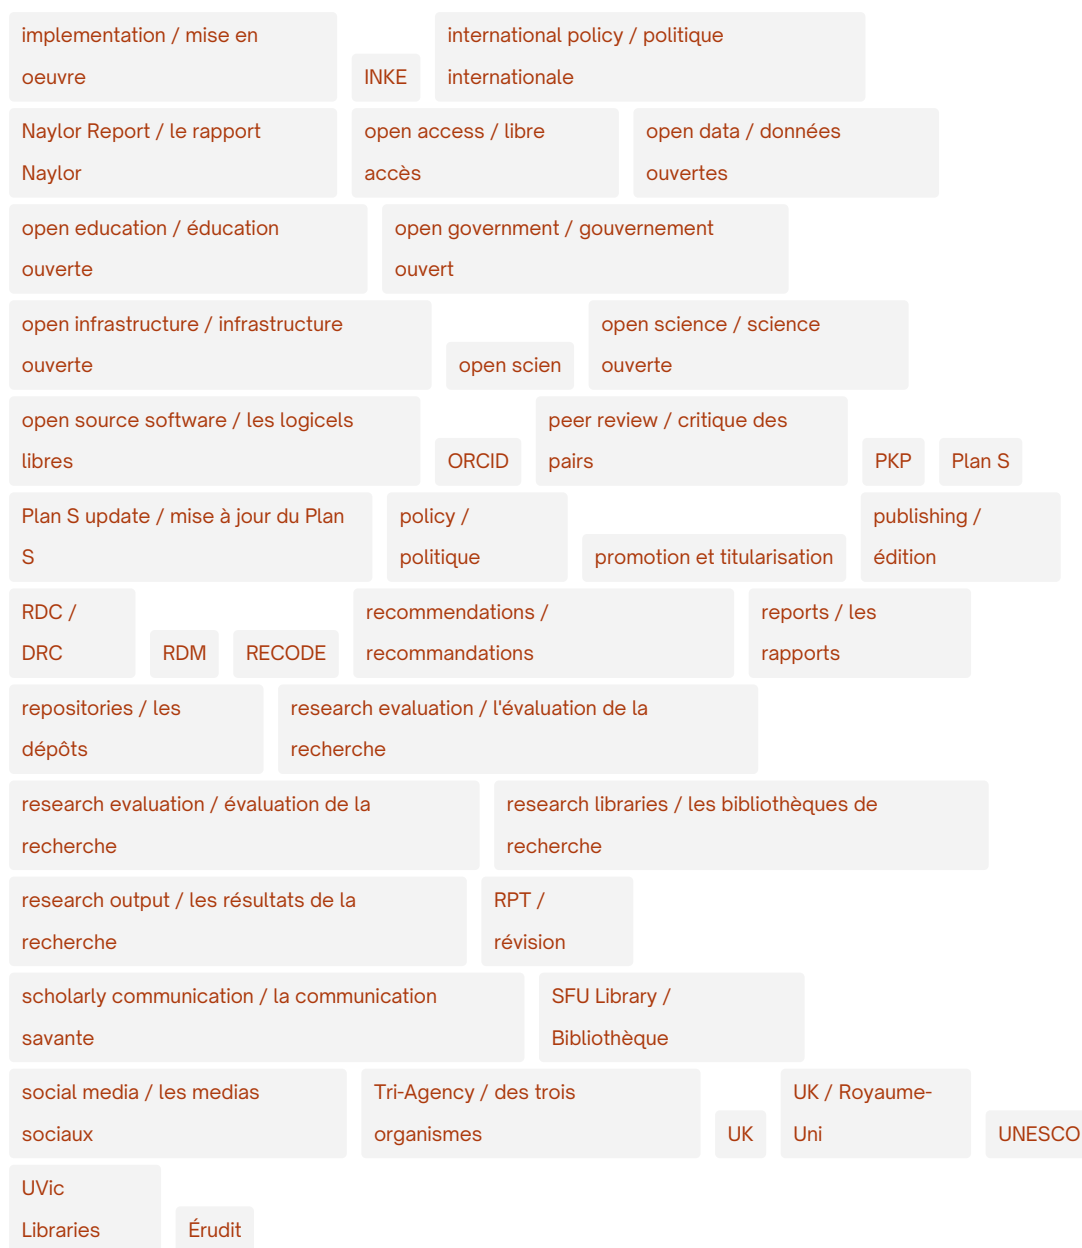 implementation / mise en
oeuvre
INKE
international policy / politique
internationale
Naylor Report / le rapport
Naylor
open access / libre
accès
open data / données
ouvertes
open education / éducation
ouverte
open government / gouvernement
ouvert
open infrastructure / infrastructure
ouverte
open scien
open science / science
ouverte
open source software / les logicels
libres
ORCID
peer review / critique des
pairs
PKP
Plan S
Plan S update / mise à jour du Plan
S
policy /
politique
promotion et titularisation
publishing /
édition
RDC /
DRC
RDM
RECODE
recommendations /
recommandations
reports / les
rapports
repositories / les
dépôts
research evaluation / l'évaluation de la
recherche
research evaluation / évaluation de la
recherche
research libraries / les bibliothèques de
recherche
research output / les résultats de la
recherche
RPT /
révision
scholarly communication / la communication
savante
SFU Library /
Bibliothèque
social media / les medias
sociaux
Tri-Agency / des trois
organismes
UK
UK / Royaume-
Uni
UNESCO
UVic
Libraries
Érudit